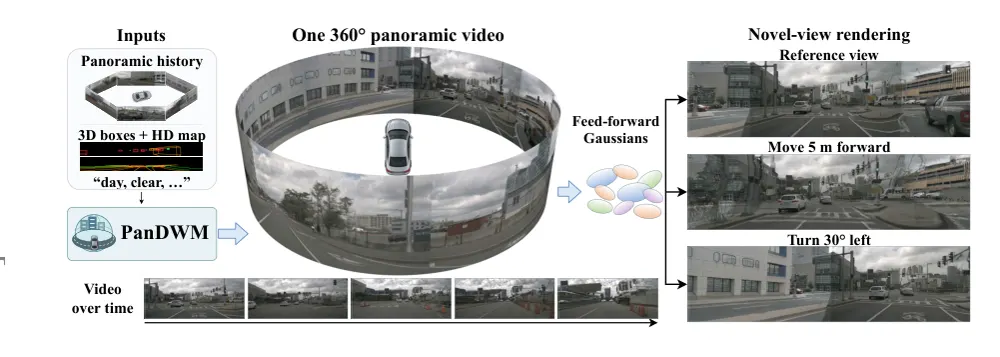 Inputs
Panoramic history
3D boxes + HD map
“day, clear, …”
PanDWM
One 360° panoramic video
Feed-forward
Gaussians
Novel-view rendering
Reference view
Move 5 m forward
Turn 30° left
Video
over time